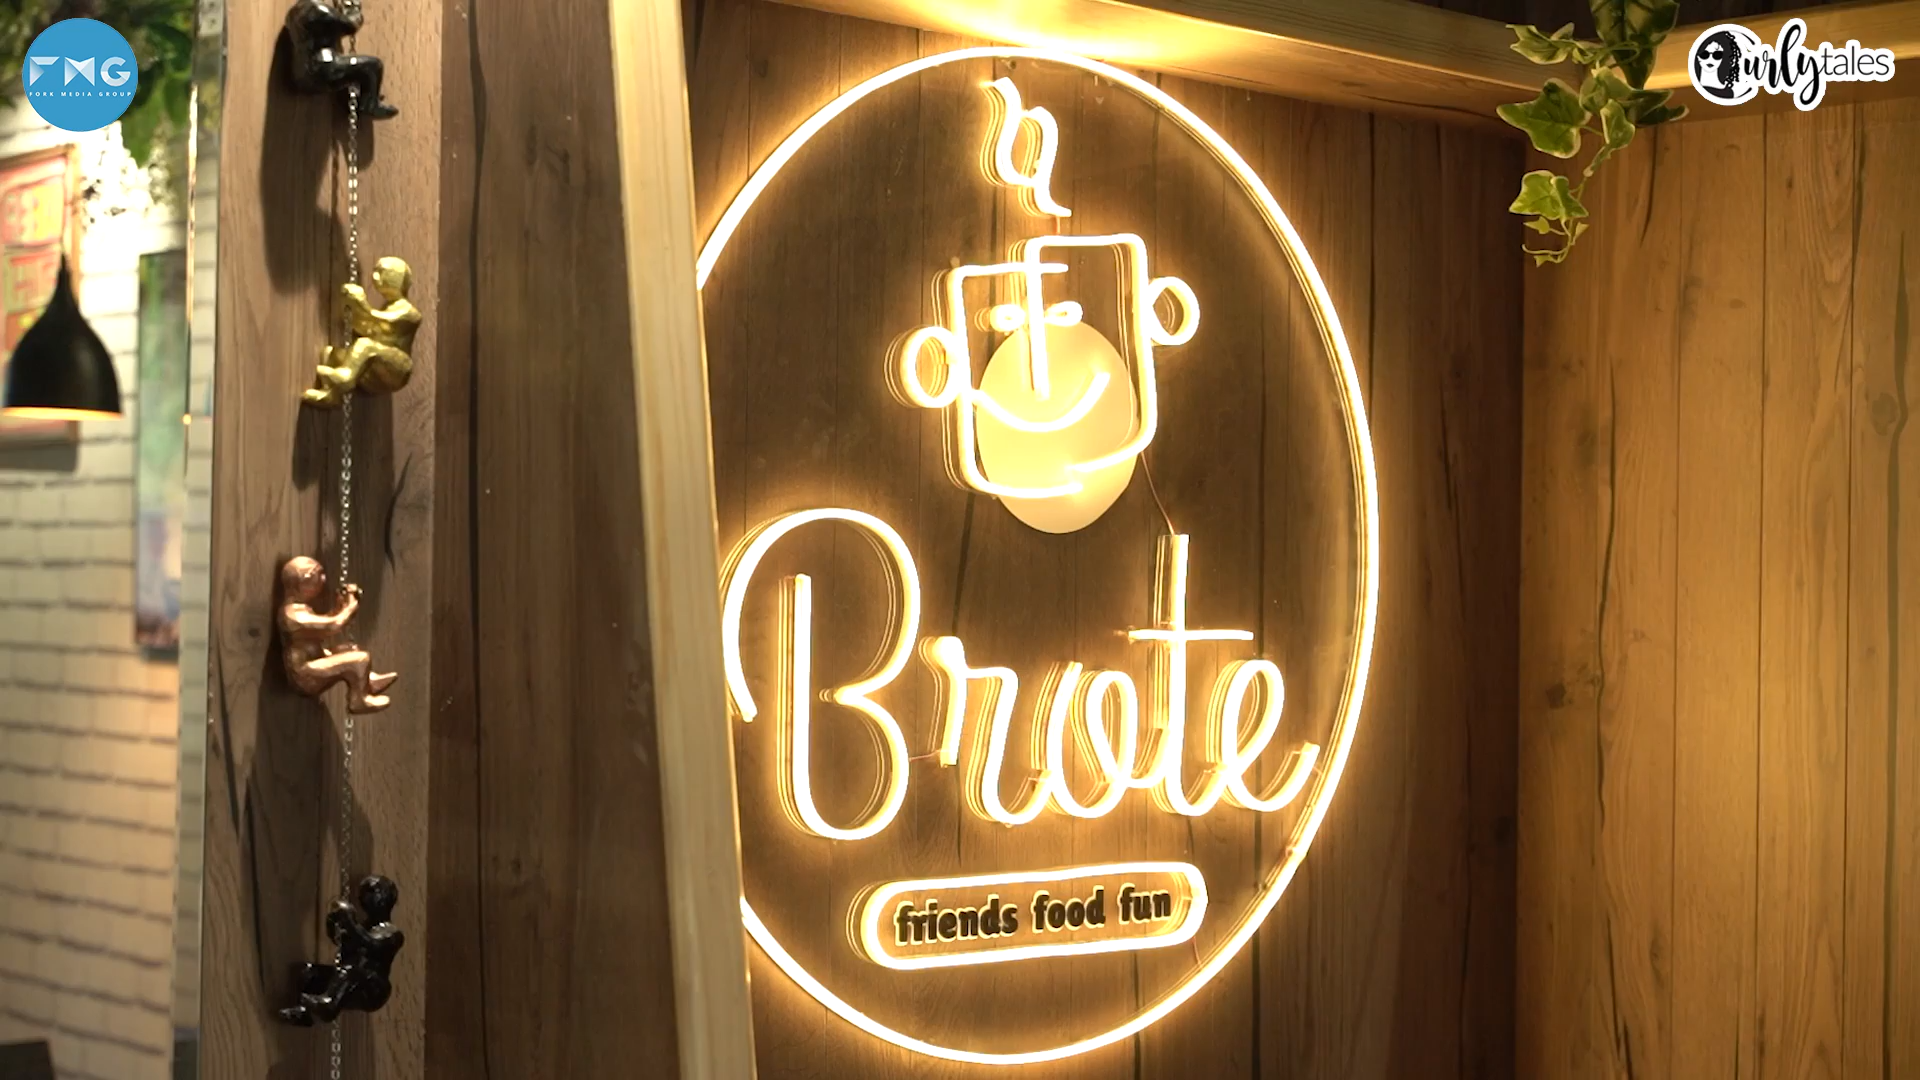 FMG
FORK MEDIA GROUP
Curlytales
Brote
friends food fun